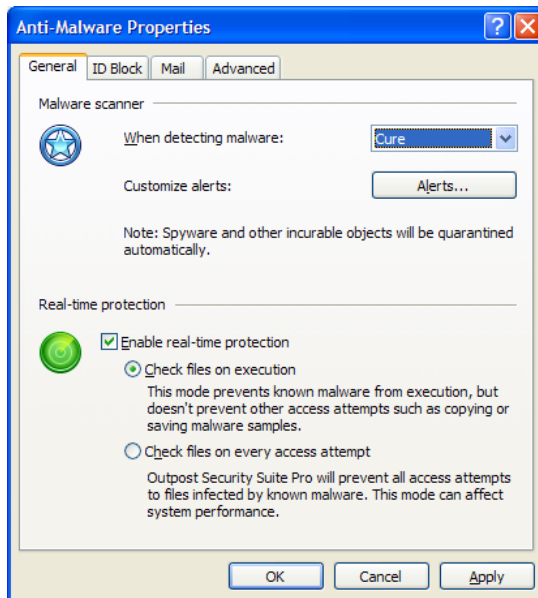 Anti-Malware Properties
General ID Block Mail Advanced
Malware scanner
When detecting malware: Cure
Customize alerts: Alerts...
Note: Spyware and other incurable objects will be quarantined
automatically.
Real-time protection
Enable real-time protection
Check files on execution
This mode prevents known malware from execution, but
doesn't prevent other access attempts such as copying or
saving malware samples.
Check files on every access attempt
Outpost Security Suite Pro will prevent all access attempts
to files infected by known malware. This mode can affect
system performance.
OK Cancel Apply